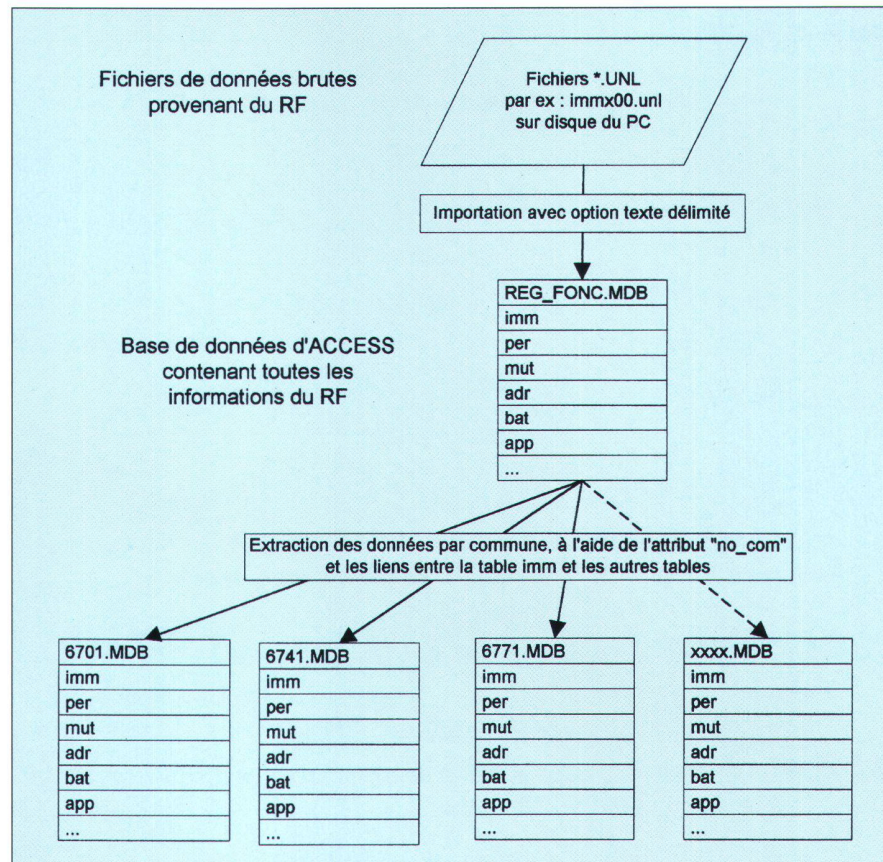 Fichiers de données brutes
provenant du RF
Fichiers *.UNL
par ex : immx00.unl
sur disque du PC
Importation avec option texte délimité
REG_FONC.MDB
imm
per
mut
adr
bat
app
...
Base de données d'ACCESS
contenant toutes les
informations du RF
Extraction des données par commune, à l'aide de l'attribut "no_com"
et les liens entre la table imm et les autres tables
6701.MDB
imm
per
mut
adr
bat
app
...
6741.MDB
imm
per
mut
adr
bat
app
...
6771.MDB
imm
per
mut
adr
bat
app
...
xxxx.MDB
imm
per
mut
adr
bat
app
...